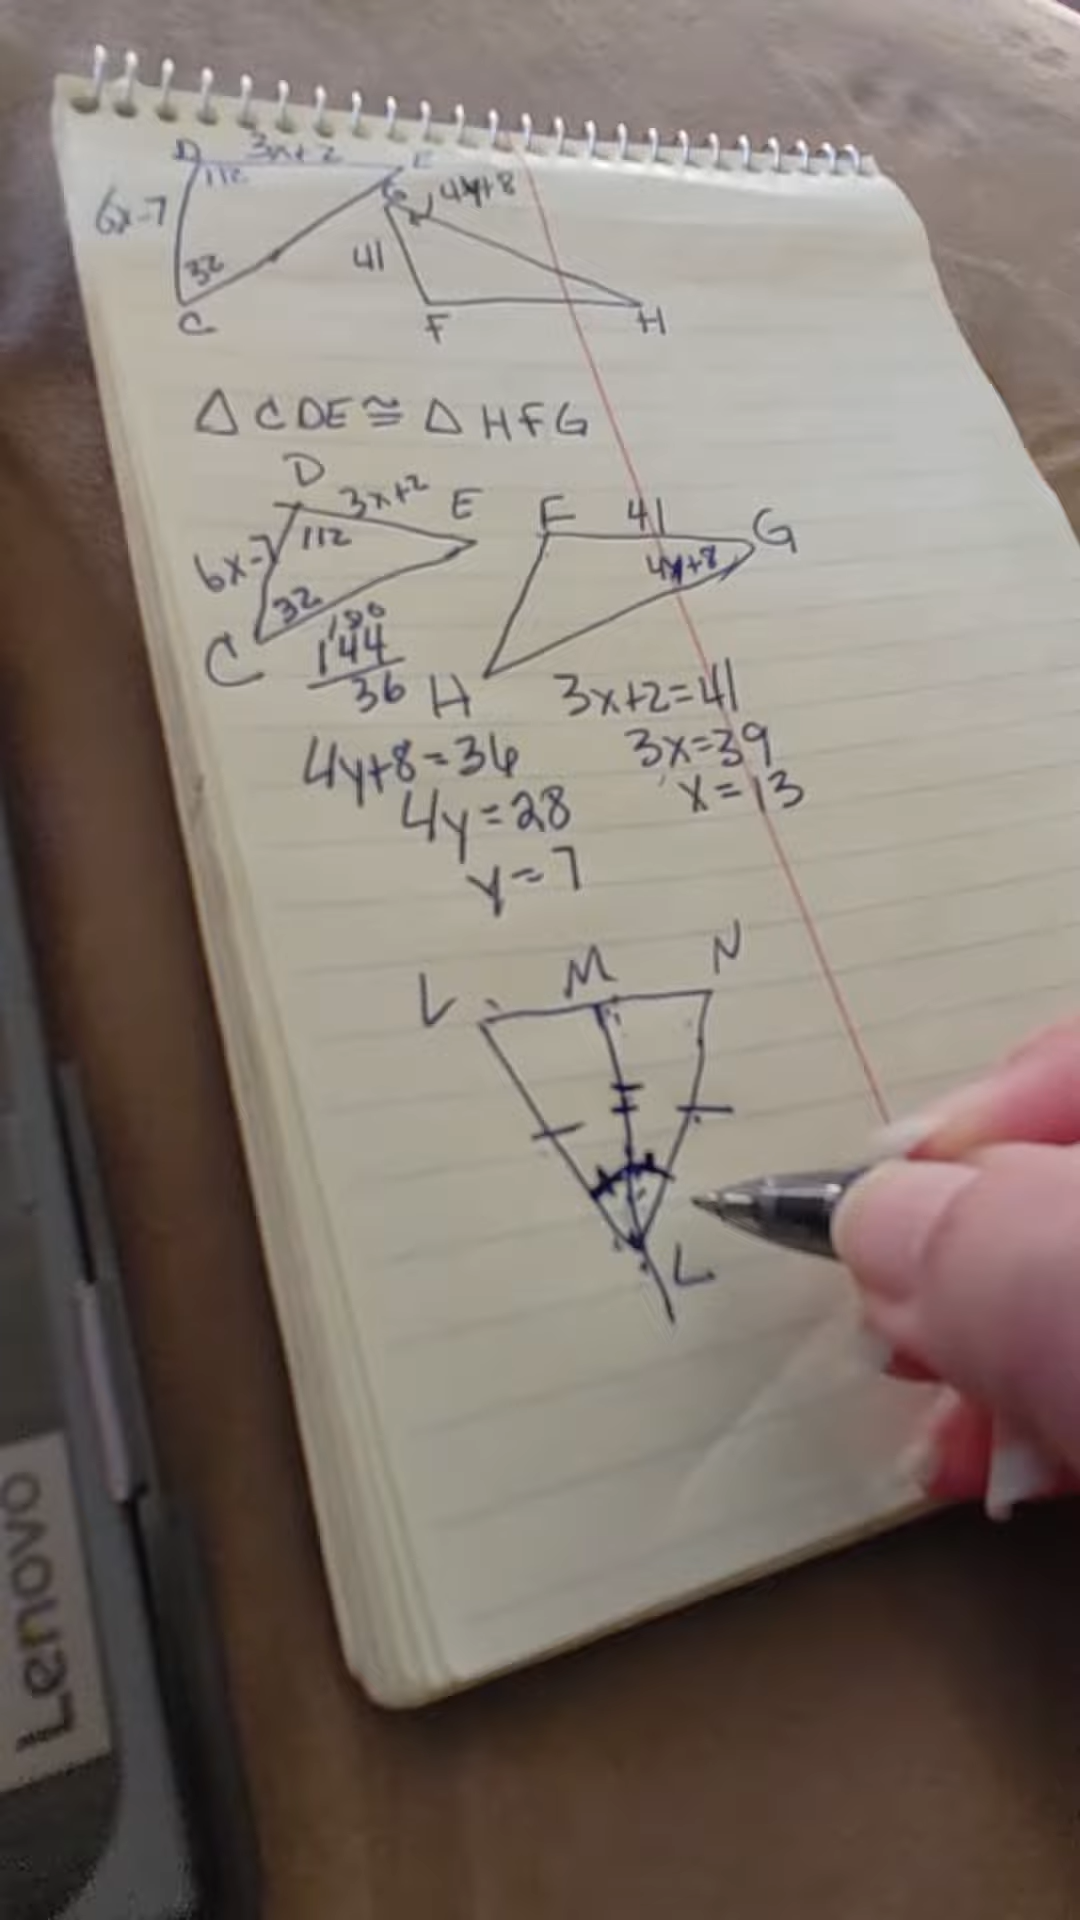 D 3x+2 E
112
6x-7
32
C
G 4y+8
41
F H
△ CDE ≅ △ HFG
D 3x+2 E
6x-7 112
32
C
F 41 G
4y+8
H
180
144
36
3x+2=41
4y+8=36
3x=39
4y=28
x=13
y=7
L M N
L
Lenovo